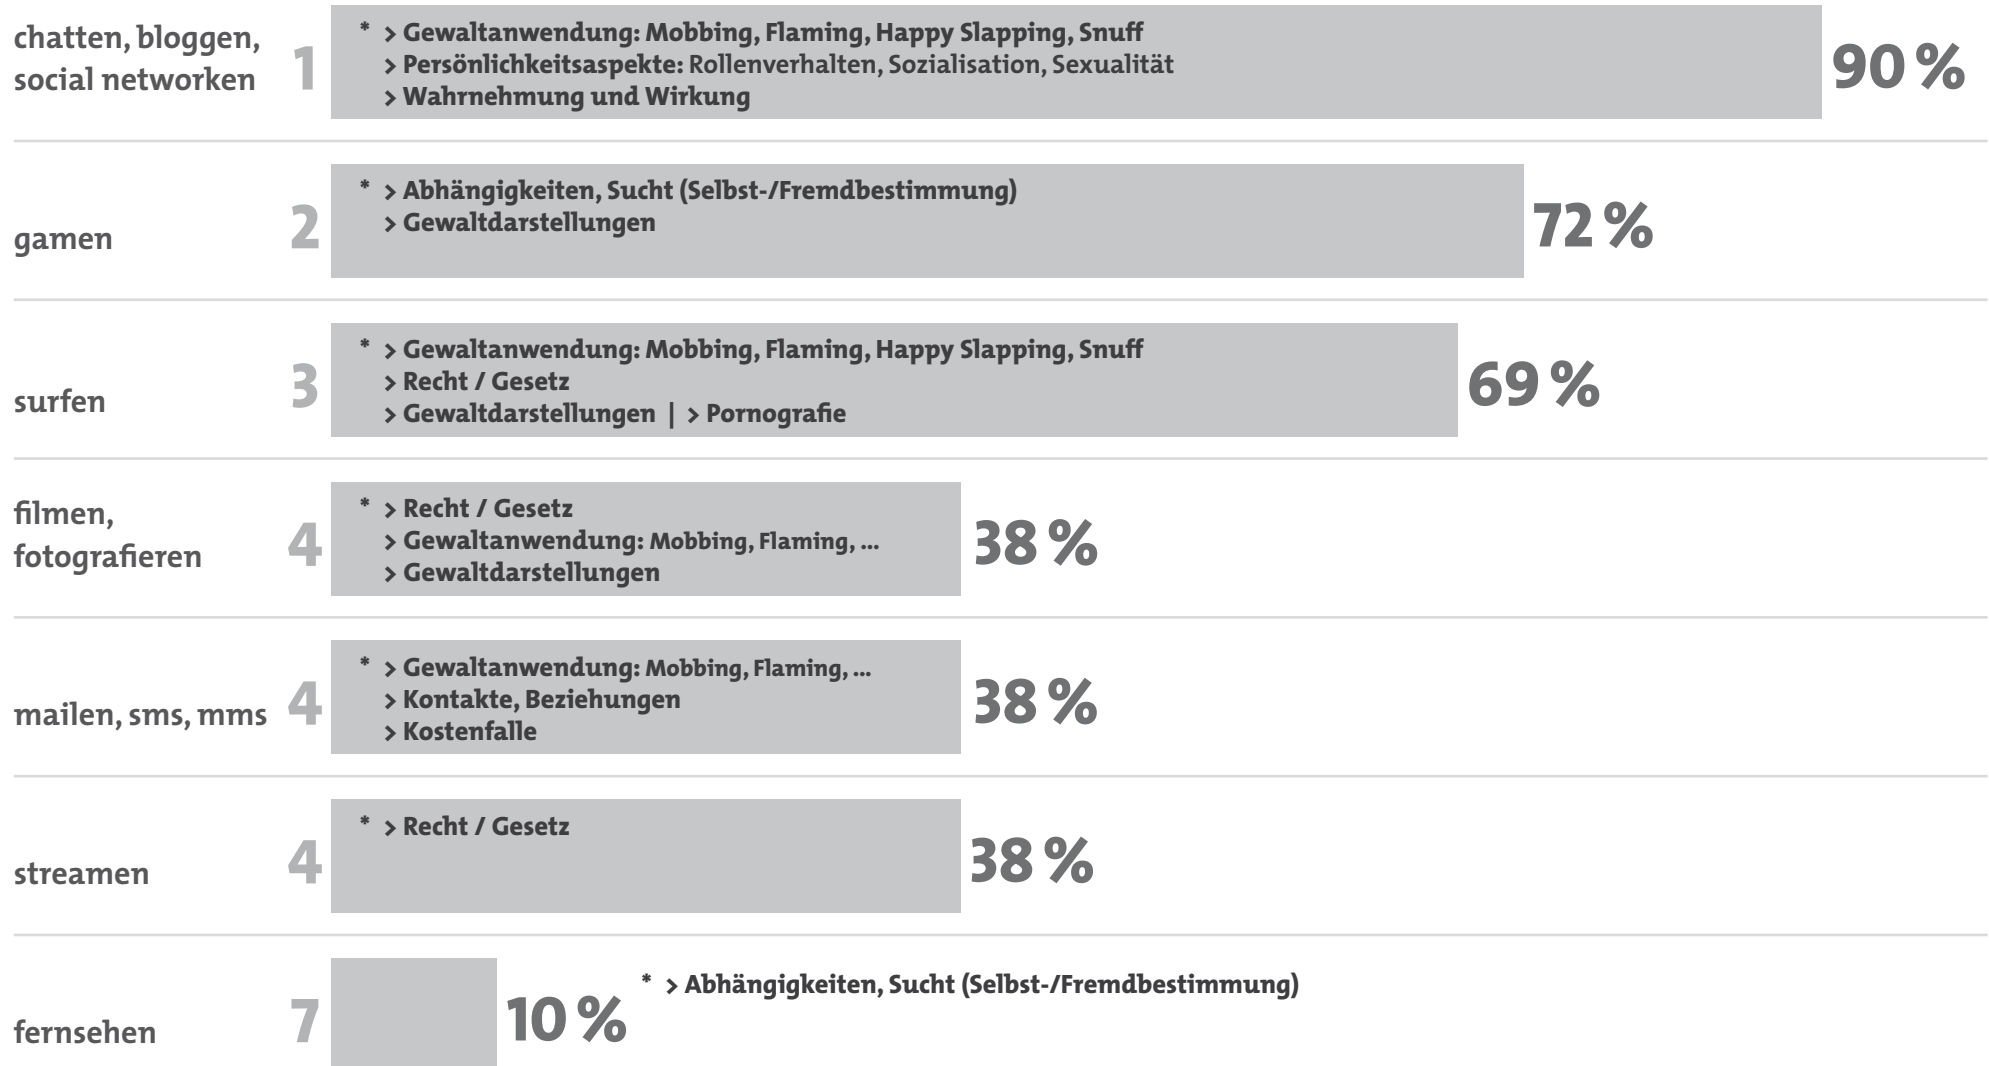 chatten, bloggen,
social networken
1
* > Gewaltanwendung: Mobbing, Flaming, Happy Slapping, Snuff
> Persönlichkeitsaspekte: Rollenverhalten, Sozialisation, Sexualität
> Wahrnehmung und Wirkung
90 %
gamen
2
* > Abhängigkeiten, Sucht (Selbst-/Fremdbestimmung)
> Gewaltdarstellungen
72 %
surfen
3
* > Gewaltanwendung: Mobbing, Flaming, Happy Slapping, Snuff
> Recht / Gesetz
> Gewaltdarstellungen | > Pornografie
69 %
filmen,
fotografieren
4
* > Recht / Gesetz
> Gewaltanwendung: Mobbing, Flaming, ...
> Gewaltdarstellungen
38 %
mailen, sms, mms
4
* > Gewaltanwendung: Mobbing, Flaming, ...
> Kontakte, Beziehungen
> Kostenfalle
38 %
streamen
4
* > Recht / Gesetz
38 %
fernsehen
7
10 %
* > Abhängigkeiten, Sucht (Selbst-/Fremdbestimmung)